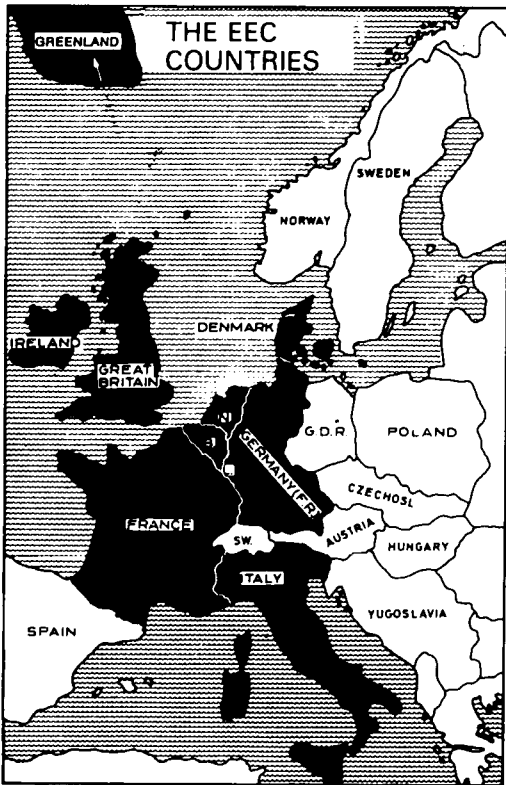 THE EEC
COUNTRIES
GREENLAND
SWEDEN
NORWAY
DENMARK
IRELAND
GREAT
BRITAIN
N
B
G.D.R.
POLAND
GERMANY (F.R)
CZECHOSL
FRANCE
SW.
AUSTRIA
HUNGARY
ITALY
YUGOSLAVIA
SPAIN